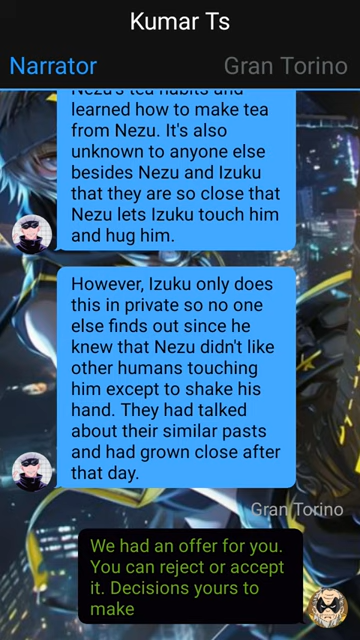 Kumar Ts
Narrator
Gran Torino
Nezu's tea habits and
learned how to make tea
from Nezu. It's also
unknown to anyone else
besides Nezu and Izuku
that they are so close that
Nezu lets Izuku touch him
and hug him.
However, Izuku only does
this in private so no one
else finds out since he
knew that Nezu didn't like
other humans touching
him except to shake his
hand. They had talked
about their similar pasts
and had grown close after
that day.
Gran Torino
We had an offer for you.
You can reject or accept
it. Decisions yours to
make